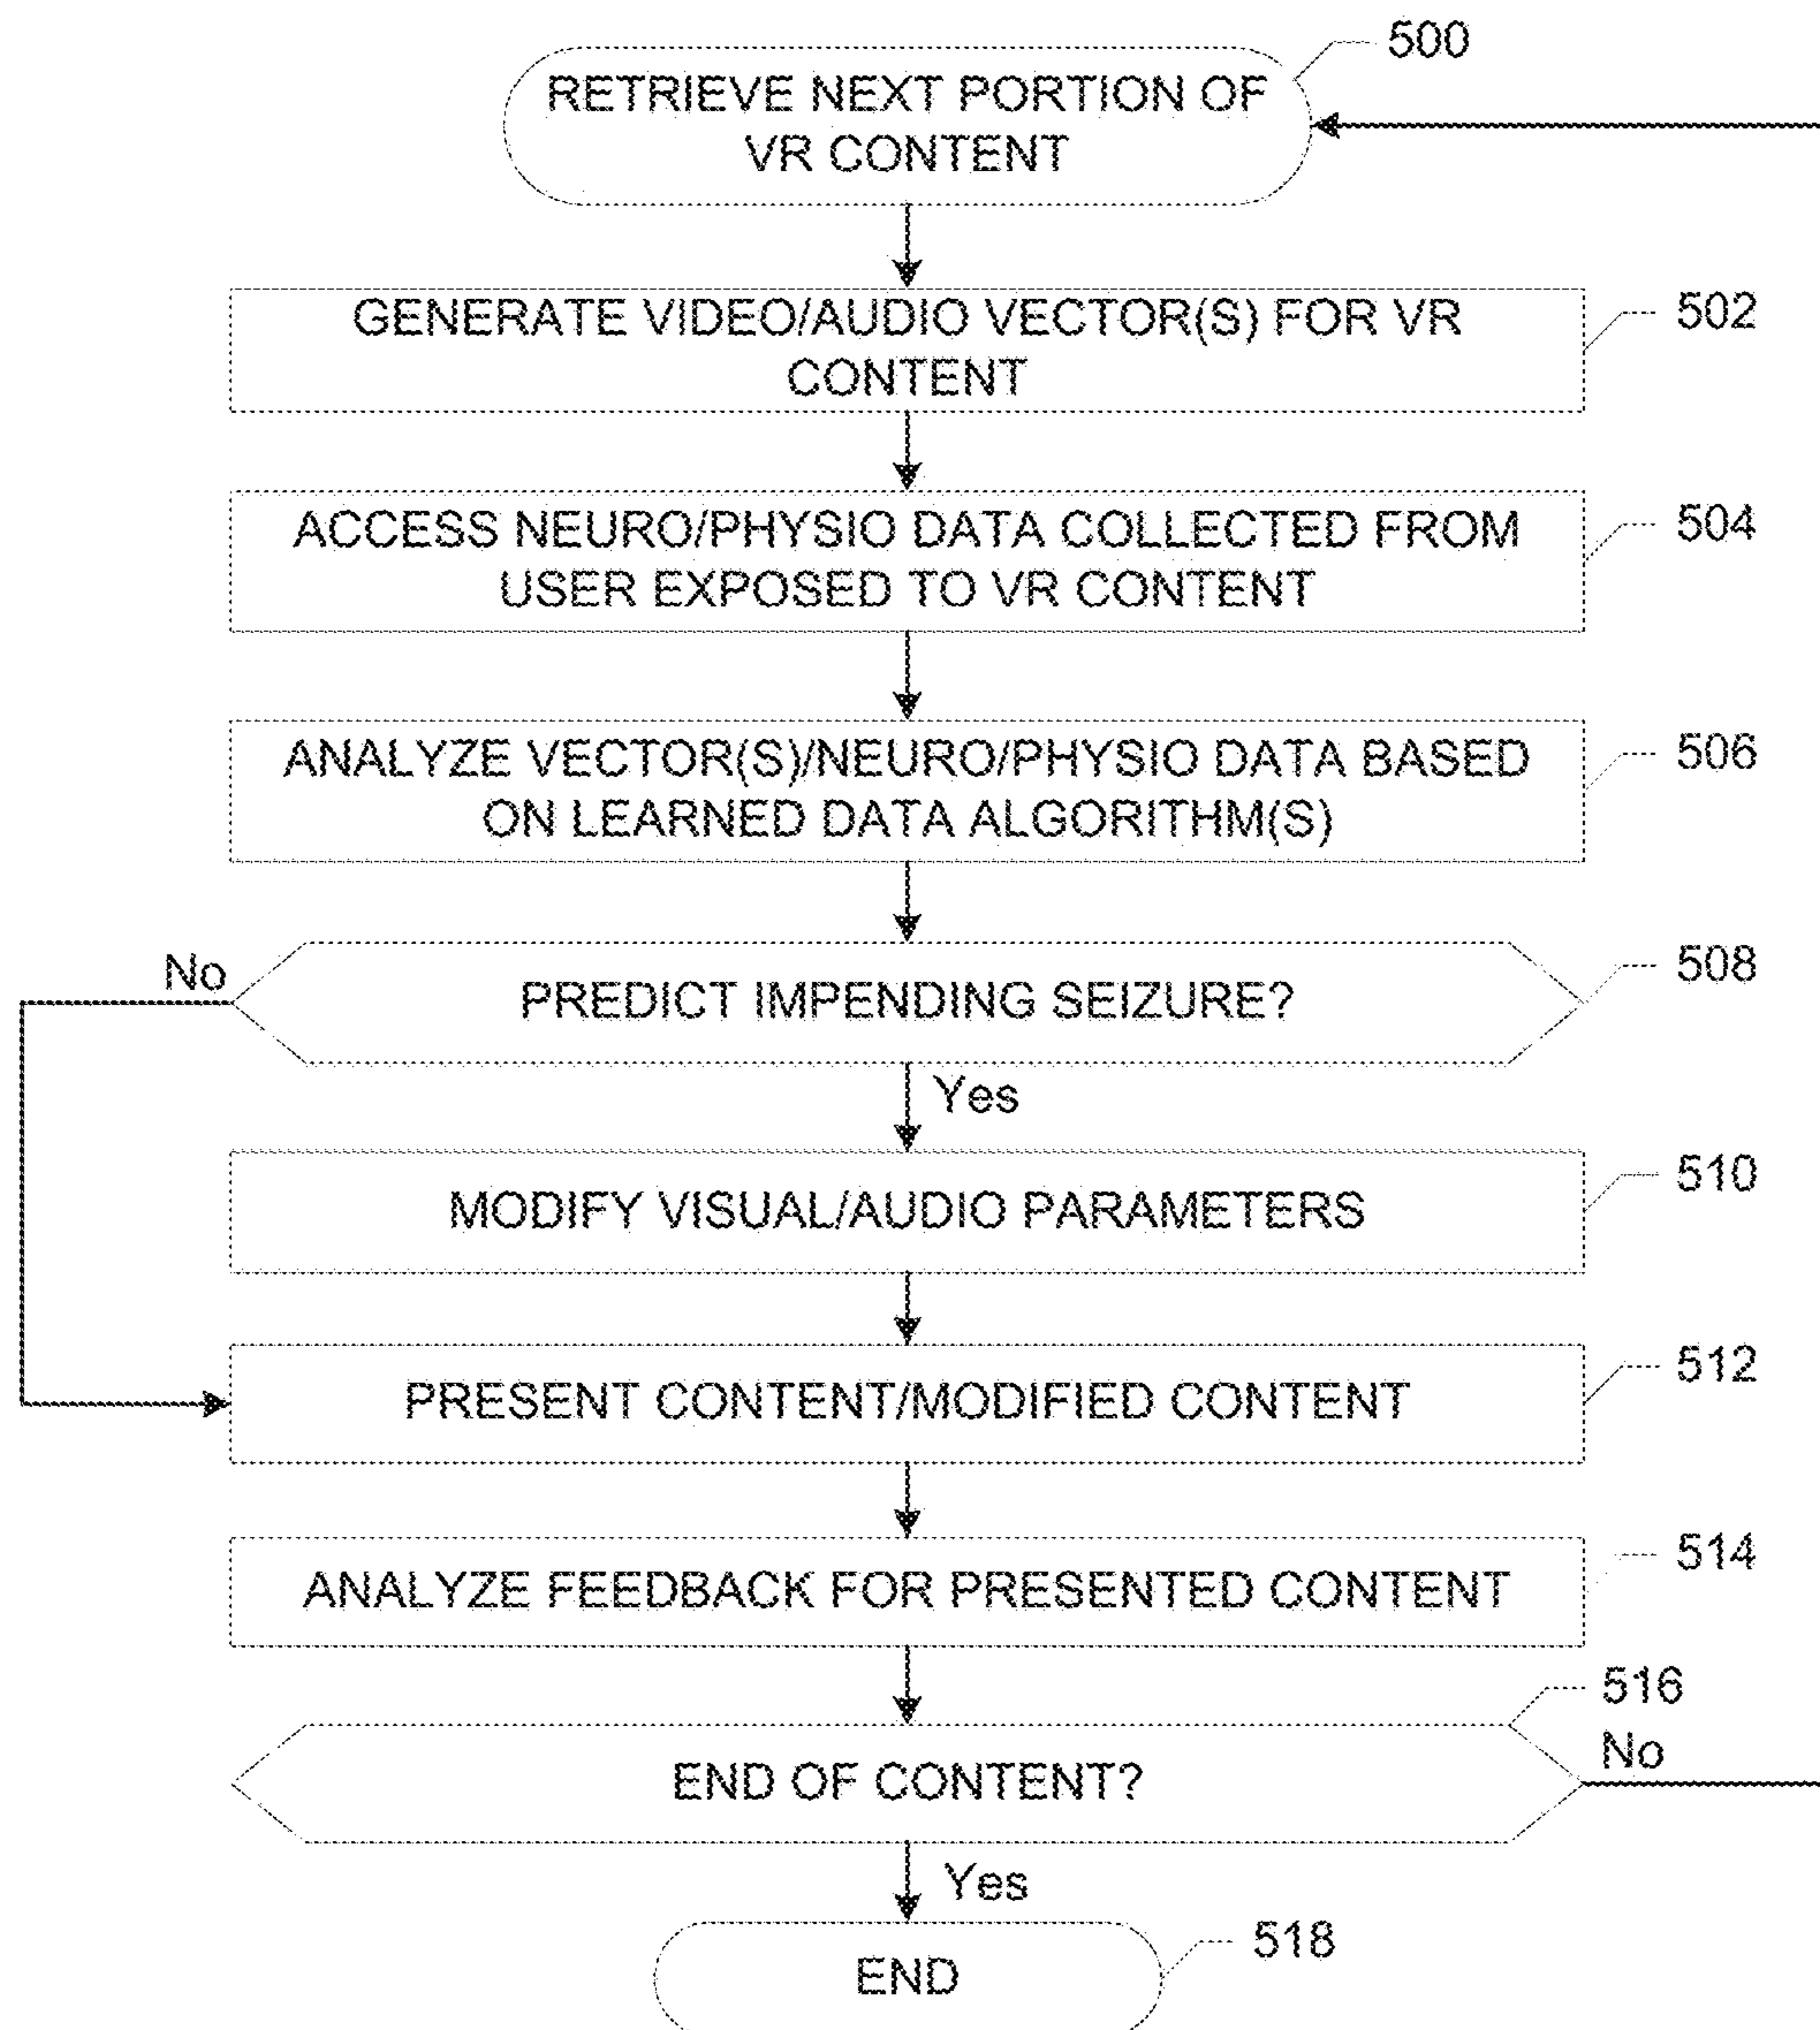 500
RETRIEVE NEXT PORTION OF
VR CONTENT
GENERATE VIDEO/AUDIO VECTOR(S) FOR VR
CONTENT
502
ACCESS NEURO/PHYSIO DATA COLLECTED FROM
USER EXPOSED TO VR CONTENT
504
ANALYZE VECTOR(S)/NEURO/PHYSIO DATA BASED
ON LEARNED DATA ALGORITHM(S)
506
No
PREDICT IMPENDING SEIZURE?
508
Yes
MODIFY VISUAL/AUDIO PARAMETERS
510
PRESENT CONTENT/MODIFIED CONTENT
512
ANALYZE FEEDBACK FOR PRESENTED CONTENT
514
516
END OF CONTENT?
No
Yes
END
518